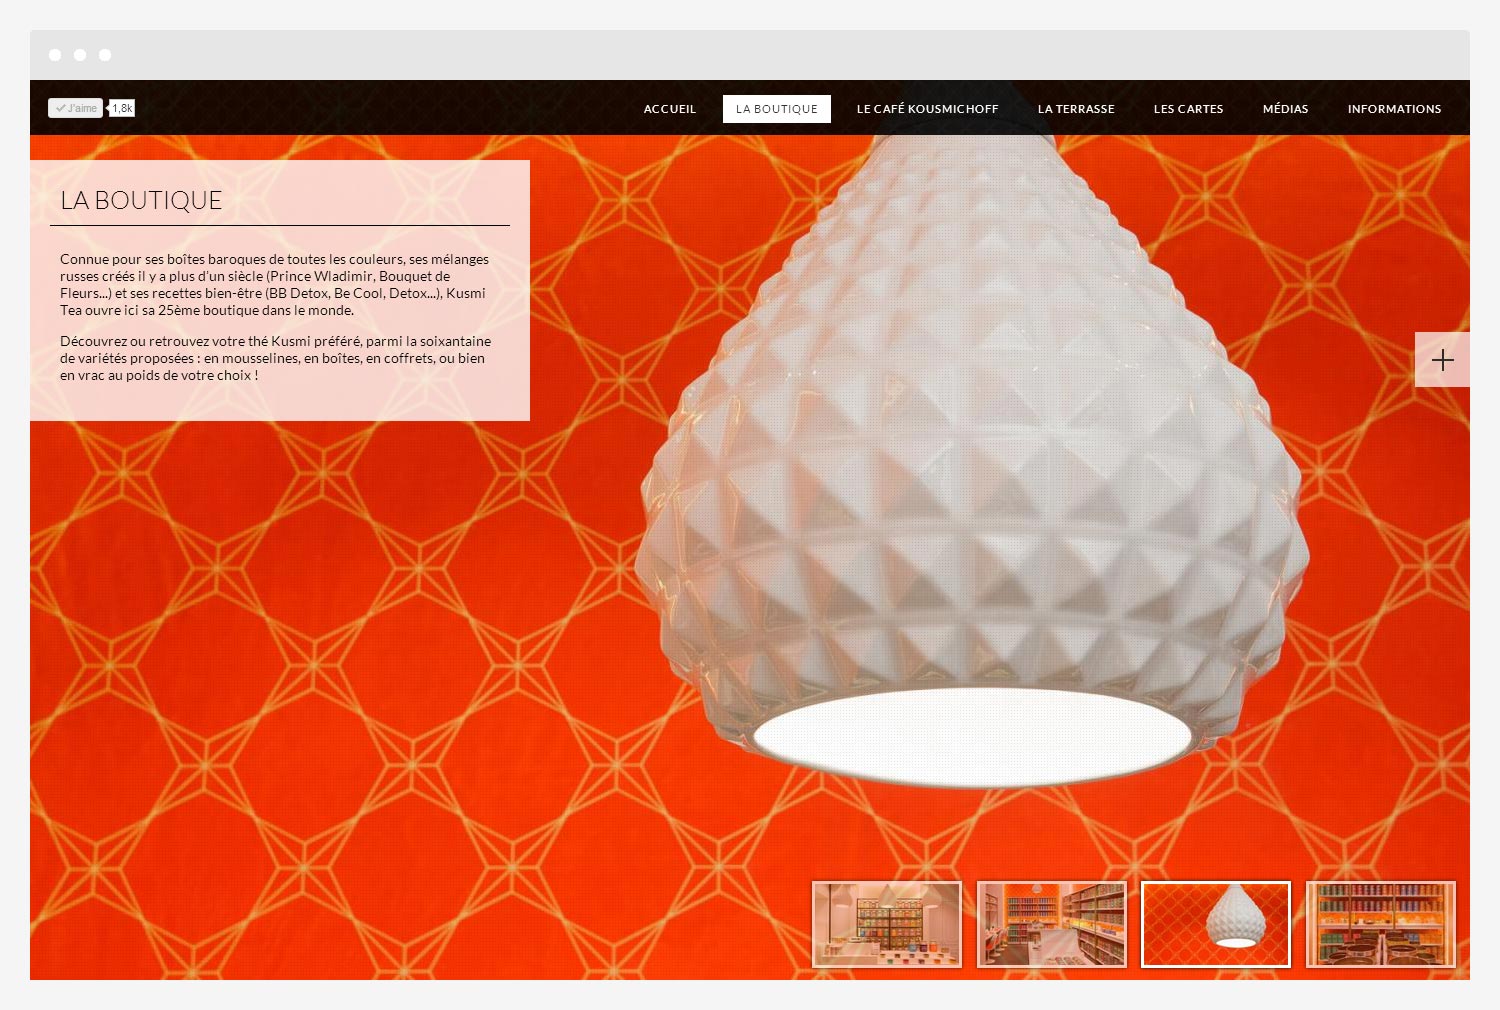 J'aime 1,8k
ACCUEIL LA BOUTIQUE LE CAFÉ KOUSMICHOFF LA TERRASSE LES CARTES MÉDIAS INFORMATIONS
LA BOUTIQUE
Connue pour ses boîtes baroques de toutes les couleurs, ses mélanges
russes créés il y a plus d'un siècle (Prince Wladimir, Bouquet de
Fleurs...) et ses recettes bien-être (BB Detox, Be Cool, Detox...), Kusmi
Tea ouvre ici sa 25ème boutique dans le monde.
Découvrez ou retrouvez votre thé Kusmi préféré, parmi la soixantaine
de variétés proposées : en mousselines, en boîtes, en coffrets, ou bien
en vrac au poids de votre choix !